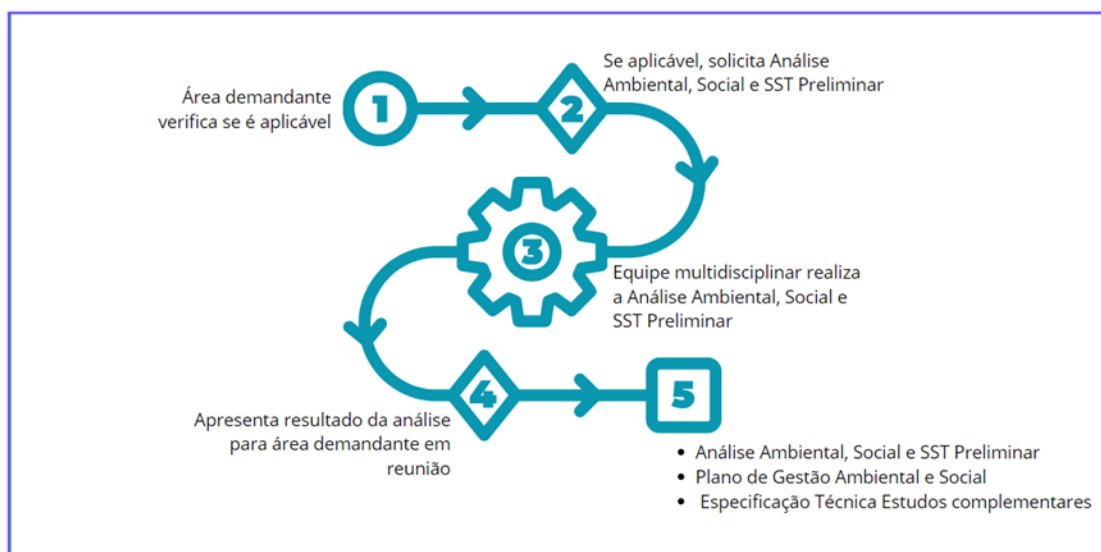 Área demandante
verifica se é aplicável
1
2
Se aplicável, solicita Análise
Ambiental, Social e SST Preliminar
3
Equipe multidisciplinar realiza
a Análise Ambiental, Social e
SST Preliminar
Apresenta resultado da análise
para área demandante em
reunião
4
5
• Análise Ambiental, Social e SST Preliminar
• Plano de Gestão Ambiental e Social
• Especificação Técnica Estudos complementares